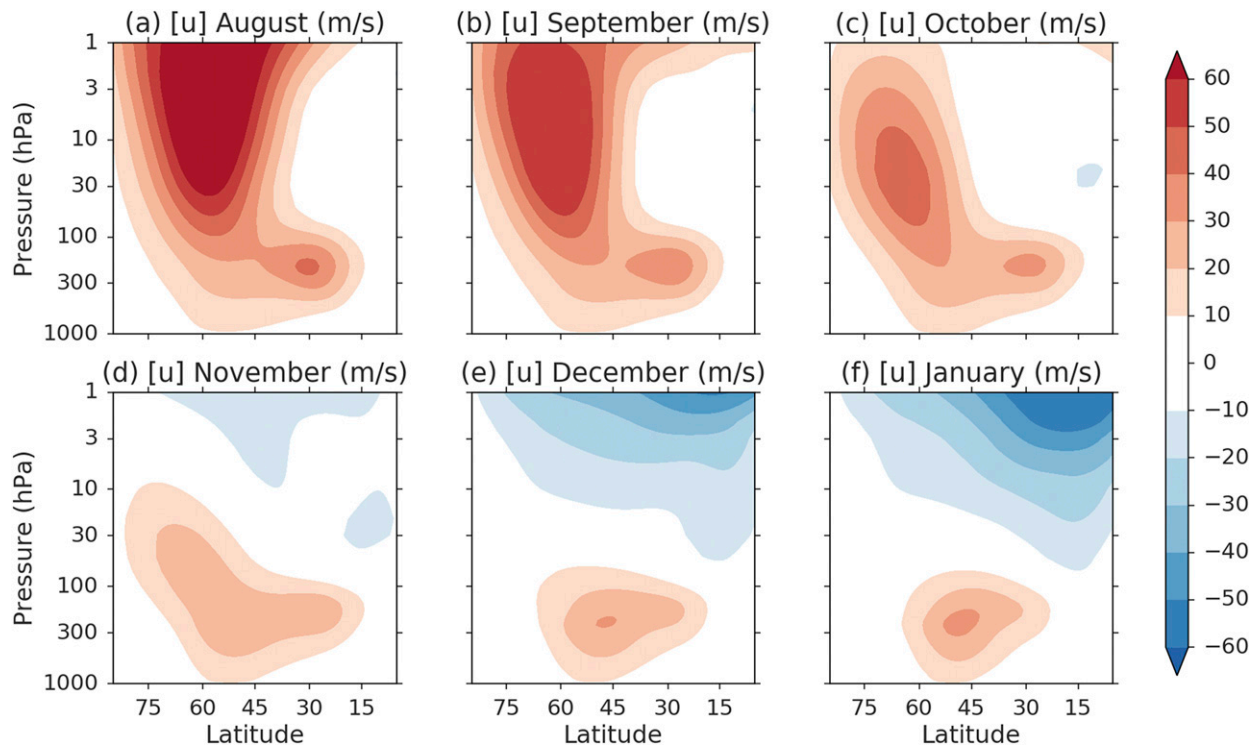 (a) [u] August (m/s)
(b) [u] September (m/s)
(c) [u] October (m/s)
Pressure (hPa)
1
3
10
30
100
300
1000
(d) [u] November (m/s)
(e) [u] December (m/s)
(f) [u] January (m/s)
Pressure (hPa)
1
3
10
30
100
300
1000
75 60 45 30 15
75 60 45 30 15
75 60 45 30 15
Latitude
Latitude
Latitude
60
50
40
30
20
10
0
−10
−20
−30
−40
−50
−60